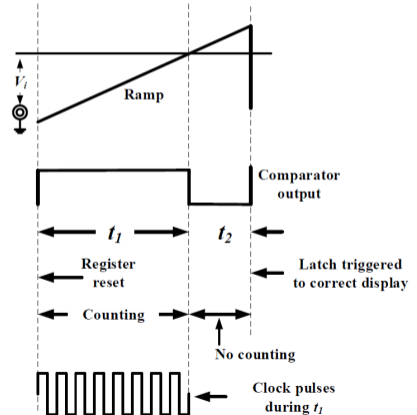 Vi
Ramp
Comparator
output
t1
t2
Register
reset
Latch triggered
to correct display
Counting
No counting
Clock pulses
during t1